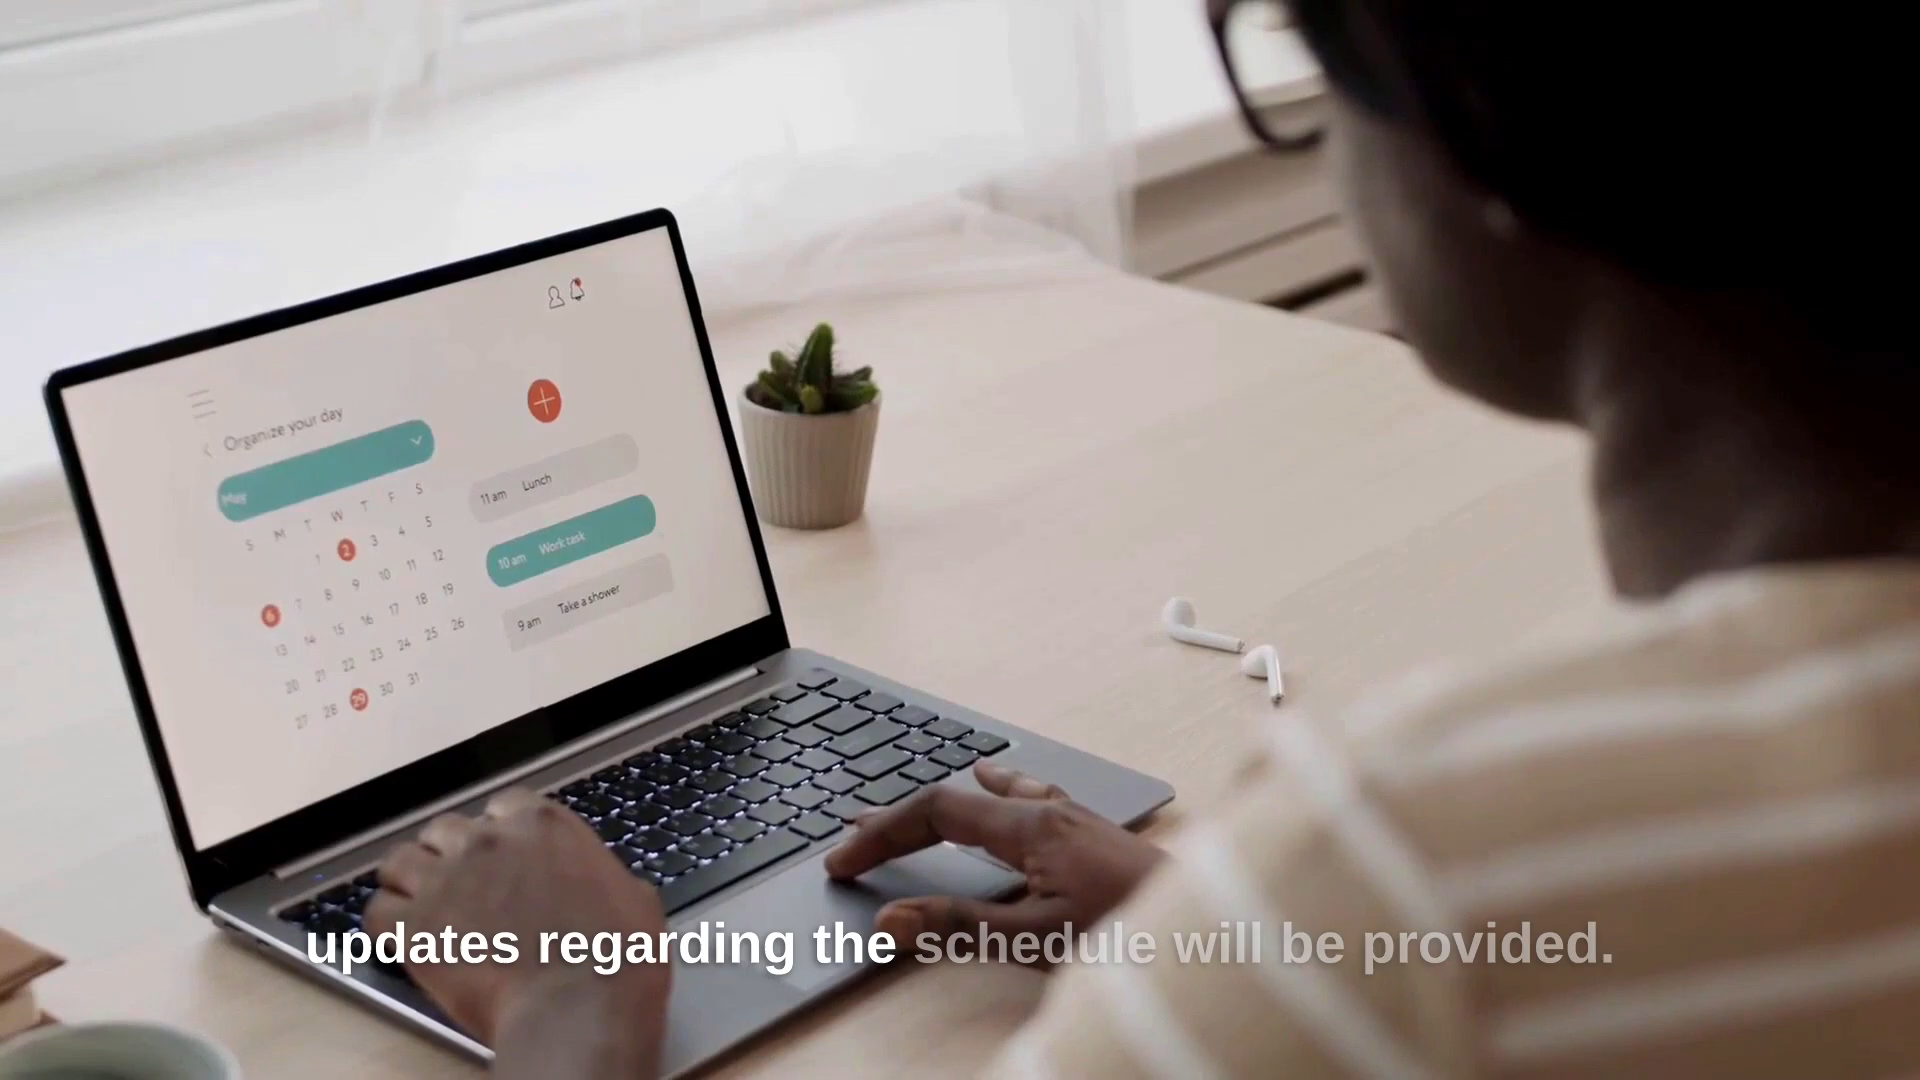 Organize your day
May
S M T W T F S
1 2 3 4 5
6 7 8 9 10 11 12
13 14 15 16 17 18 19
20 21 22 23 24 25 26
27 28 29 30 31
11 am Lunch
10 am Work task
9 am Take a shower
updates regarding the schedule will be provided.